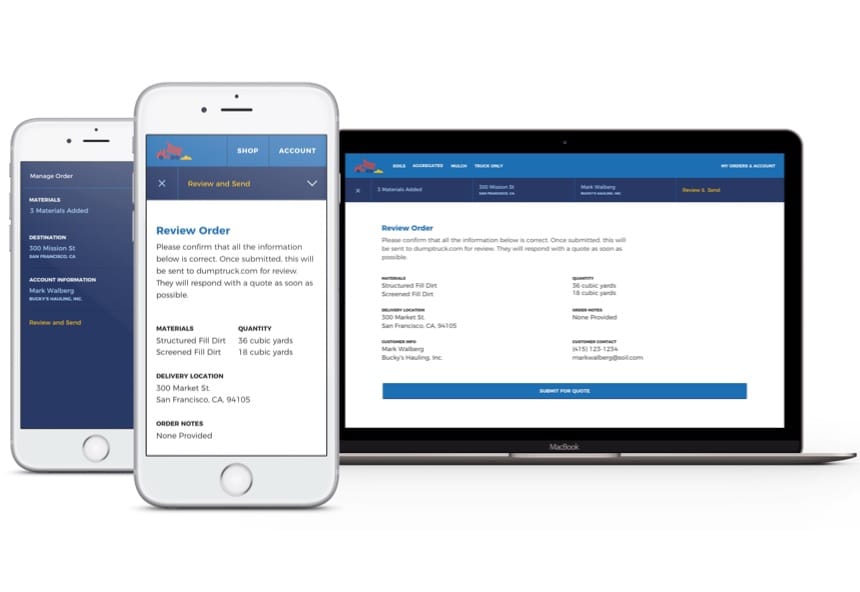 Manage Order
MATERIALS
3 Materials Added
DESTINATION
300 Mission St
SAN FRANCISCO, CA
ACCOUNT INFORMATION
Mark Walberg
BUCKY'S HAULING, INC.
Review and Send
SHOP ACCOUNT
Review and Send
Review Order
Please confirm that all the information
below is correct. Once submitted, this will
be sent to dumptruck.com for review.
They will respond with a quote as soon as
possible.
MATERIALS QUANTITY
Structured Fill Dirt 36 cubic yards
Screened Fill Dirt 18 cubic yards
DELIVERY LOCATION
300 Market St.
San Francisco, CA, 94105
ORDER NOTES
None Provided
SOILS AGGREGATES MULCH TRUCK ONLY MY ORDERS & ACCOUNT
3 Materials Added 300 Mission St Mark Walberg Review & Send
SAN FRANCISCO, CA BUCKY'S HAULING, INC.
Review Order
Please confirm that all the information below is correct. Once submitted, this will
be sent to dumptruck.com for review. They will respond with a quote as soon as
possible.
MATERIALS QUANTITY
Structured Fill Dirt 36 cubic yards
Screened Fill Dirt 18 cubic yards
DELIVERY LOCATION ORDER NOTES
300 Market St. None Provided
San Francisco, CA, 94105
CUSTOMER INFO CUSTOMER CONTACT
Mark Walberg (415) 123-1234
Bucky's Hauling, Inc. markwalberg@soil.com
SUBMIT FOR QUOTE
MacBook